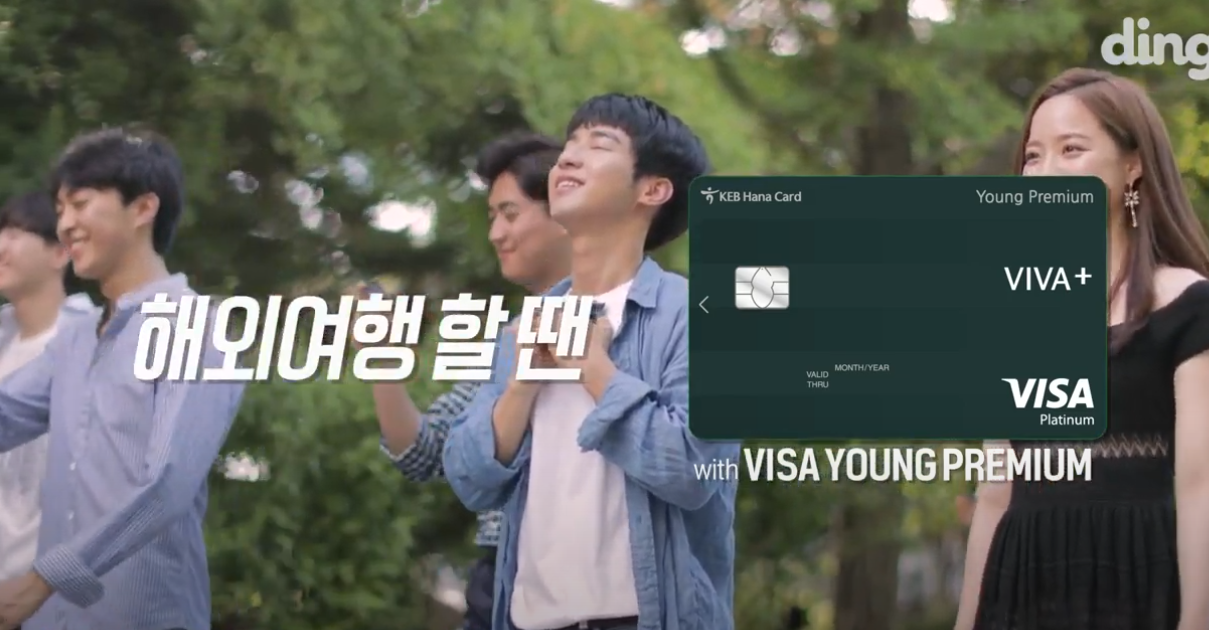 KEB Hana Card
Young Premium
VIVA+
해외여행 할 땐
MONTH/YEAR
VALID
THRU
VISA
Platinum
with VISA YOUNG PREMIUM